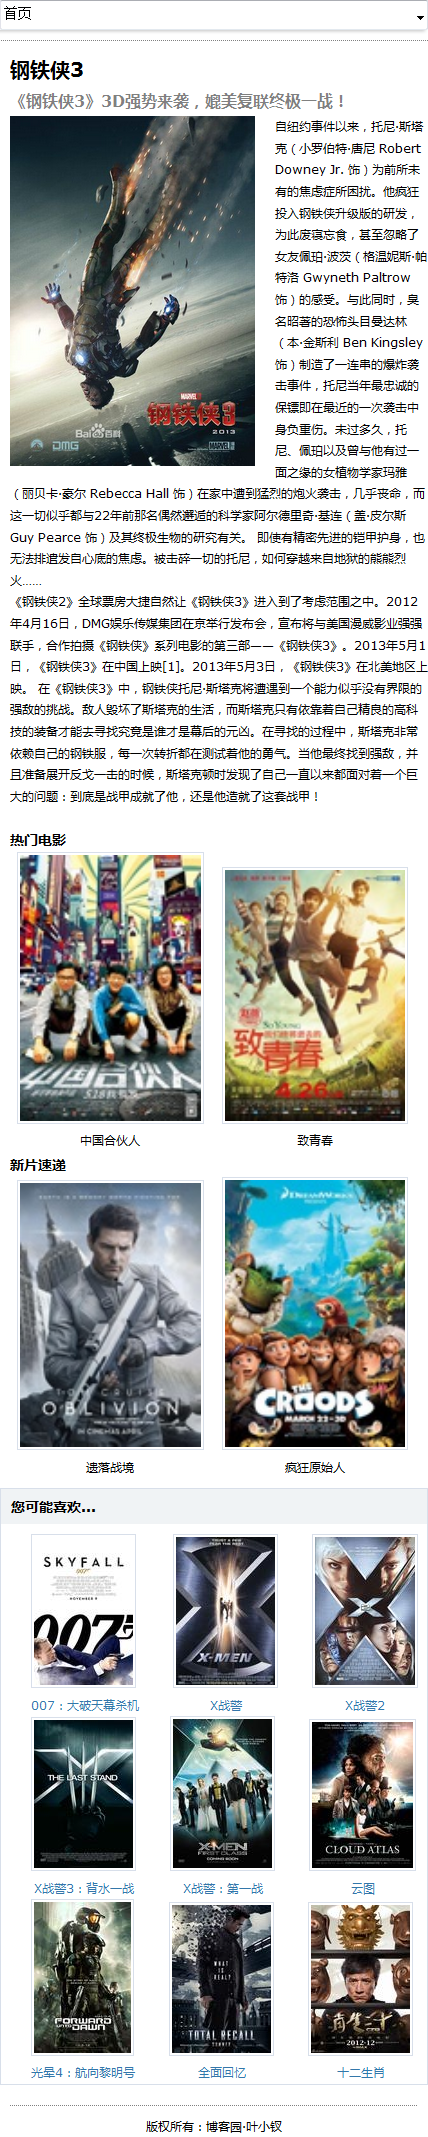 首页
钢铁侠3
《钢铁侠3》3D强势来袭，媲美复联终极一战！
自纽约事件以来，托尼·斯塔
克（小罗伯特·唐尼 Robert
Downey Jr. 饰）为前所未
有的焦虑症所困扰。他疯狂
投入钢铁侠升级版的研发，
为此废寝忘食，甚至忽略了
女友佩珀·波茨（格温妮斯·帕
特洛 Gwyneth Paltrow
饰）的感受。与此同时，臭
名昭著的恐怖头目曼达林
（本·金斯利 Ben Kingsley
饰）制造了一连串的爆炸袭
击事件，托尼当年最忠诚的
保镖即在最近的一次袭击中
身负重伤。未过多久，托
尼、佩珀以及曾与他有过一
面之缘的女植物学家玛雅
（丽贝卡·豪尔 Rebecca Hall 饰）在家中遭到猛烈的炮火袭击，几乎丧命，而
这一切似乎都与22年前那名偶然邂逅的科学家阿尔德里奇·基连（盖·皮尔斯
Guy Pearce 饰）及其终极生物的研究有关。 即使有精密先进的铠甲护身，也
无法排遣发自心底的焦虑。被击碎一切的托尼，如何穿越来自地狱的熊熊烈
火......
MARVEL
钢铁侠3
2013
Bai百科
DMG
《钢铁侠2》全球票房大捷自然让《钢铁侠3》进入到了考虑范围之中。2012
年4月16日，DMG娱乐传媒集团在京举行发布会，宣布将与美国漫威影业强强
联手，合作拍摄《钢铁侠》系列电影的第三部——《钢铁侠3》。2013年5月1
日，《钢铁侠3》在中国上映[1]。2013年5月3日，《钢铁侠3》在北美地区上
映。 在《钢铁侠3》中，钢铁侠托尼·斯塔克将遭遇到一个能力似乎没有界限的
强敌的挑战。敌人毁坏了斯塔克的生活，而斯塔克只有依靠着自己精良的高科
技的装备才能去寻找究竟是谁才是幕后的元凶。在寻找的过程中，斯塔克非常
依赖自己的钢铁服，每一次转折都在测试着他的勇气。当他最终找到强敌，并
且准备展开反戈一击的时候，斯塔克顿时发现了自己一直以来都面对着一个巨
大的问题：到底是战甲成就了他，还是他造就了这套战甲！
热门电影
中国合伙人
SO YOUNG
致青春
4.26
中国合伙人
致青春
新片速递
TOM CRUISE
OBLIVION
IN CINEMAS APRIL
DREAMWORKS
THE
CROODS
MARCH 22 3D
遗落战境
疯狂原始人
您可能喜欢...
SKYFALL
007
NOVEMBER 9
007
X-MEN
007：大破天幕杀机
X战警
X战警2
THE LAST STAND
X-MEN
FIRST CLASS
COMING SOON
CLOUD ATLAS
X战警3：背水一战
X战警：第一战
云图
FORWARD
UNTO DAWN
WHAT IS
REAL?
TOTAL RECALL
SUMMER
十二生肖
2012·12
光晕4：航向黎明号
全面回忆
十二生肖
版权所有：博客园·叶小钗